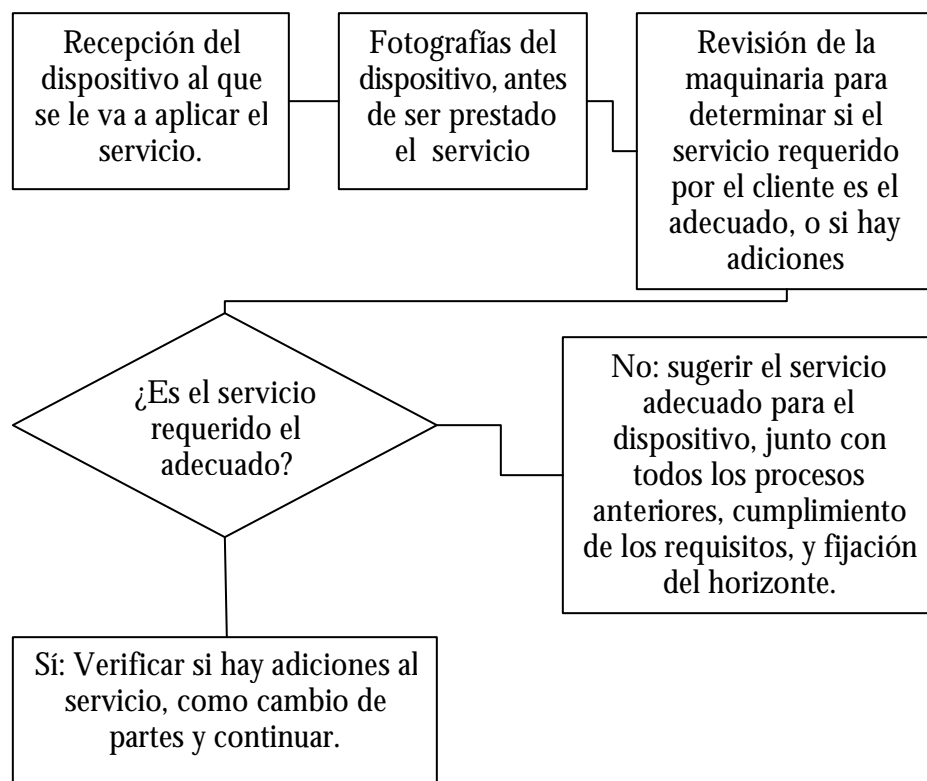 Recepción del
dispositivo al que
se le va a aplicar el
servicio.
Fotografías del
dispositivo, antes
de ser prestado
el servicio
Revisión de la
maquinaria para
determinar si el
servicio requerido
por el cliente es el
adecuado, o si hay
adiciones
¿Es el servicio
requerido el
adecuado?
No: sugerir el servicio
adecuado para el
dispositivo, junto con
todos los procesos
anteriores, cumplimiento
de los requisitos, y fijación
del horizonte.
Sí: Verificar si hay adiciones al
servicio, como cambio de
partes y continuar.